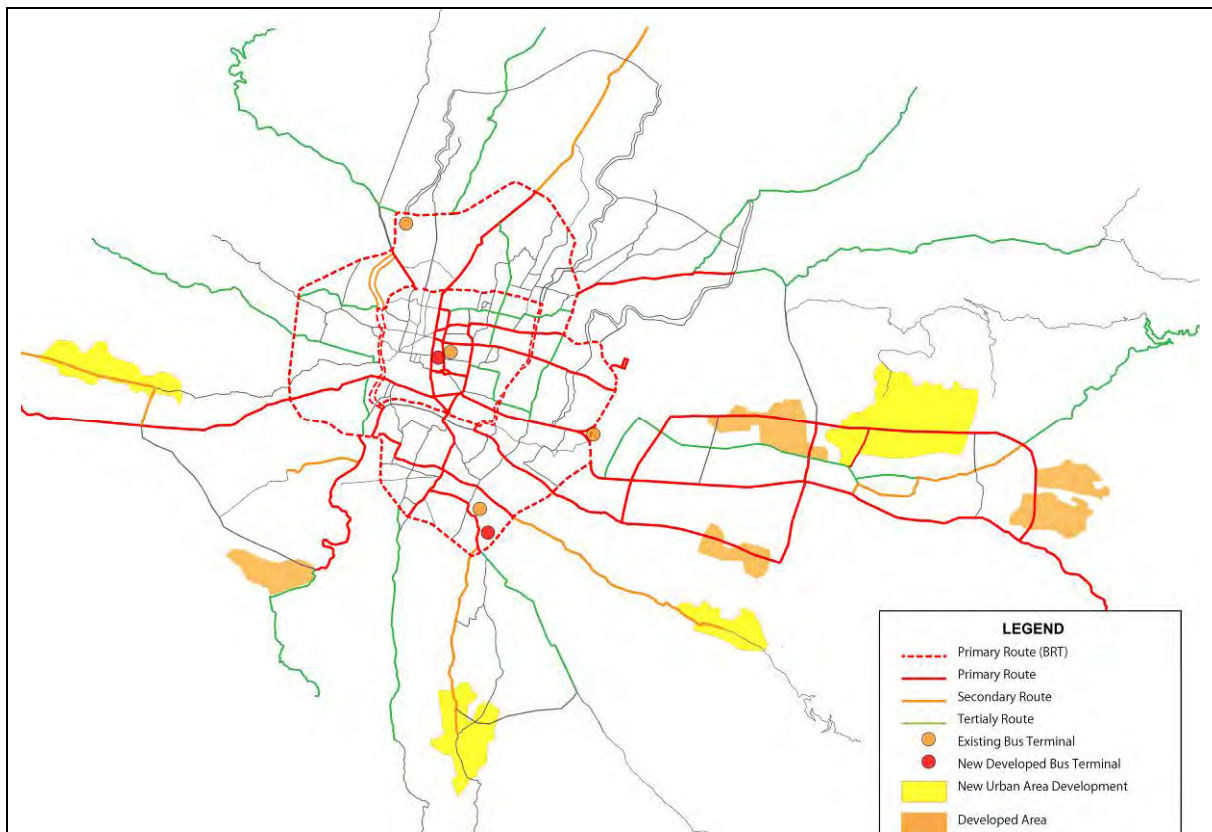 LEGEND
Primary Route (BRT)
Primary Route
Secondary Route
Tertialy Route
Existing Bus Terminal
New Developed Bus Terminal
New Urban Area Development
Developed Area